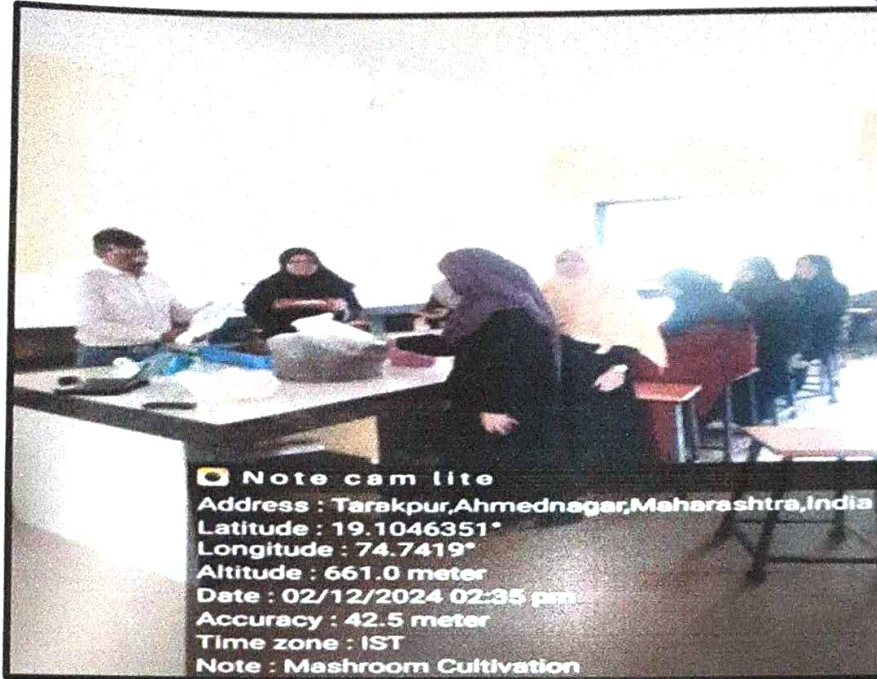 Note cam lite
Address : Tarakpur,Ahmednagar,Maharashtra,India
Latitude : 19.1046351°
Longitude : 74.7419°
Altitude : 661.0 meter
Date : 02/12/2024 02:35 pm
Accuracy : 42.5 meter
Time zone : IST
Note : Mashroom Cultivation